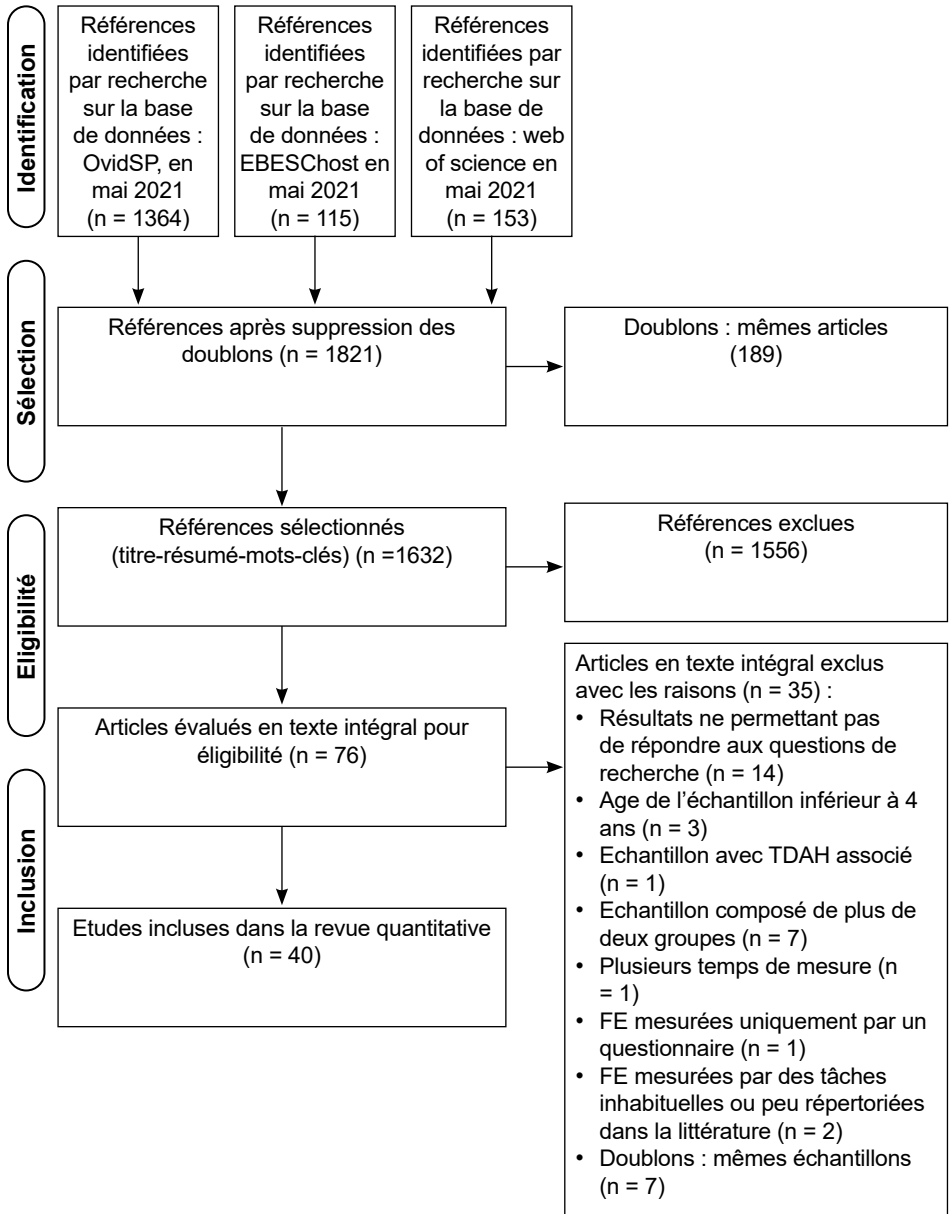 Identification
Références
identifiées
par recherche
sur la base
de données :
OvidSP, en
mai 2021
(n = 1364)
Références
identifiées
par recherche
sur la base
de données :
EBESChost en
mai 2021
(n = 115)
Références
identifiées par
recherche sur
la base de
données : web
of science en
mai 2021
(n = 153)
Sélection
Références après suppression des
doublons (n = 1821)
Doublons : mêmes articles
(189)
Eligibilité
Références sélectionnés
(titre-résumé-mots-clés) (n =1632)
Références exclues
(n = 1556)
Articles évalués en texte intégral pour
éligibilité (n = 76)
Articles en texte intégral exclus
avec les raisons (n = 35) :
• Résultats ne permettant pas
de répondre aux questions de
recherche (n = 14)
• Age de l’échantillon inférieur à 4
ans (n = 3)
• Echantillon avec TDAH associé
(n = 1)
• Echantillon composé de plus de
deux groupes (n = 7)
• Plusieurs temps de mesure (n
= 1)
• FE mesurées uniquement par un
questionnaire (n = 1)
• FE mesurées par des tâches
inhabituelles ou peu répertoriées
dans la littérature (n = 2)
• Doublons : mêmes échantillons
(n = 7)
Inclusion
Etudes incluses dans la revue quantitative
(n = 40)